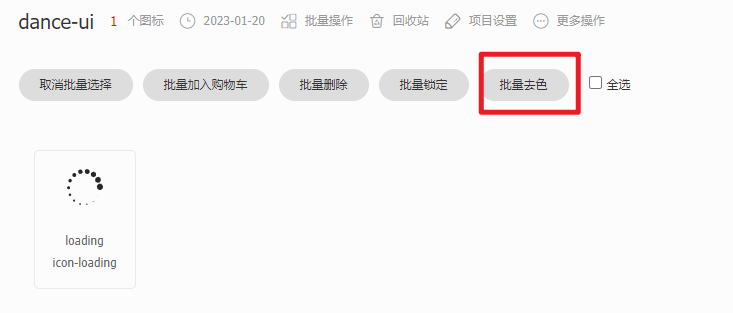 dance-ui 1 个图标 2023-01-20 批量操作 回收站 项目设置 更多操作
取消批量选择 批量加入购物车 批量删除 批量锁定 批量去色 全选
loading
icon-loading